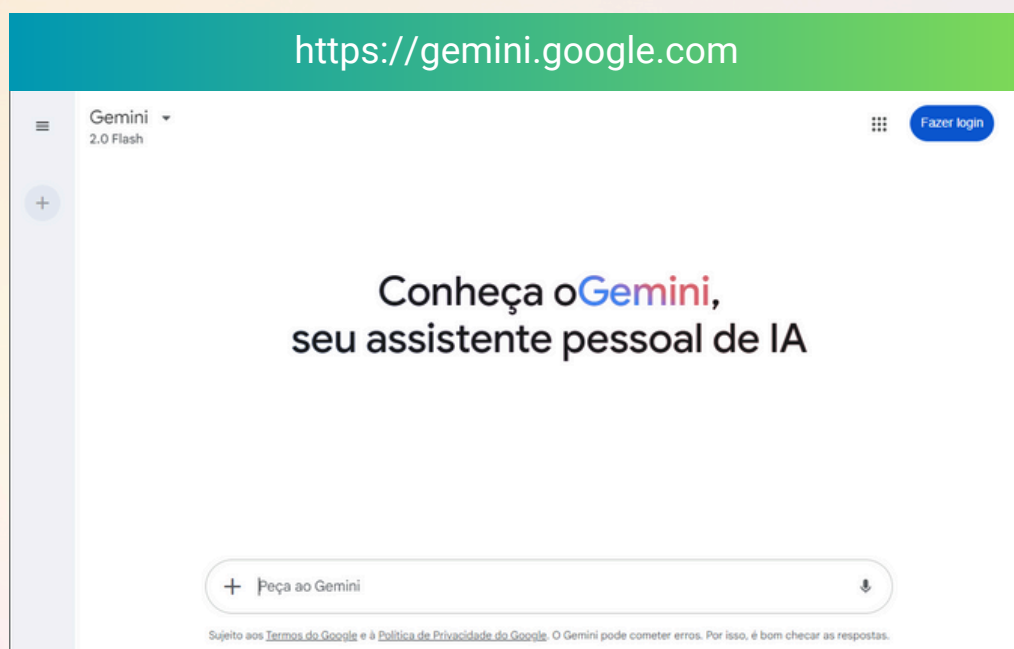 https://gemini.google.com
Gemini
Fazer login
2.0 Flash
Conheça oGemini,
seu assistente pessoal de IA
Peça ao Gemini
Sujeito aos Termos do Google e à Política de Privacidade do Google. O Gemini pode cometer erros. Por isso, é bom checar as respostas.